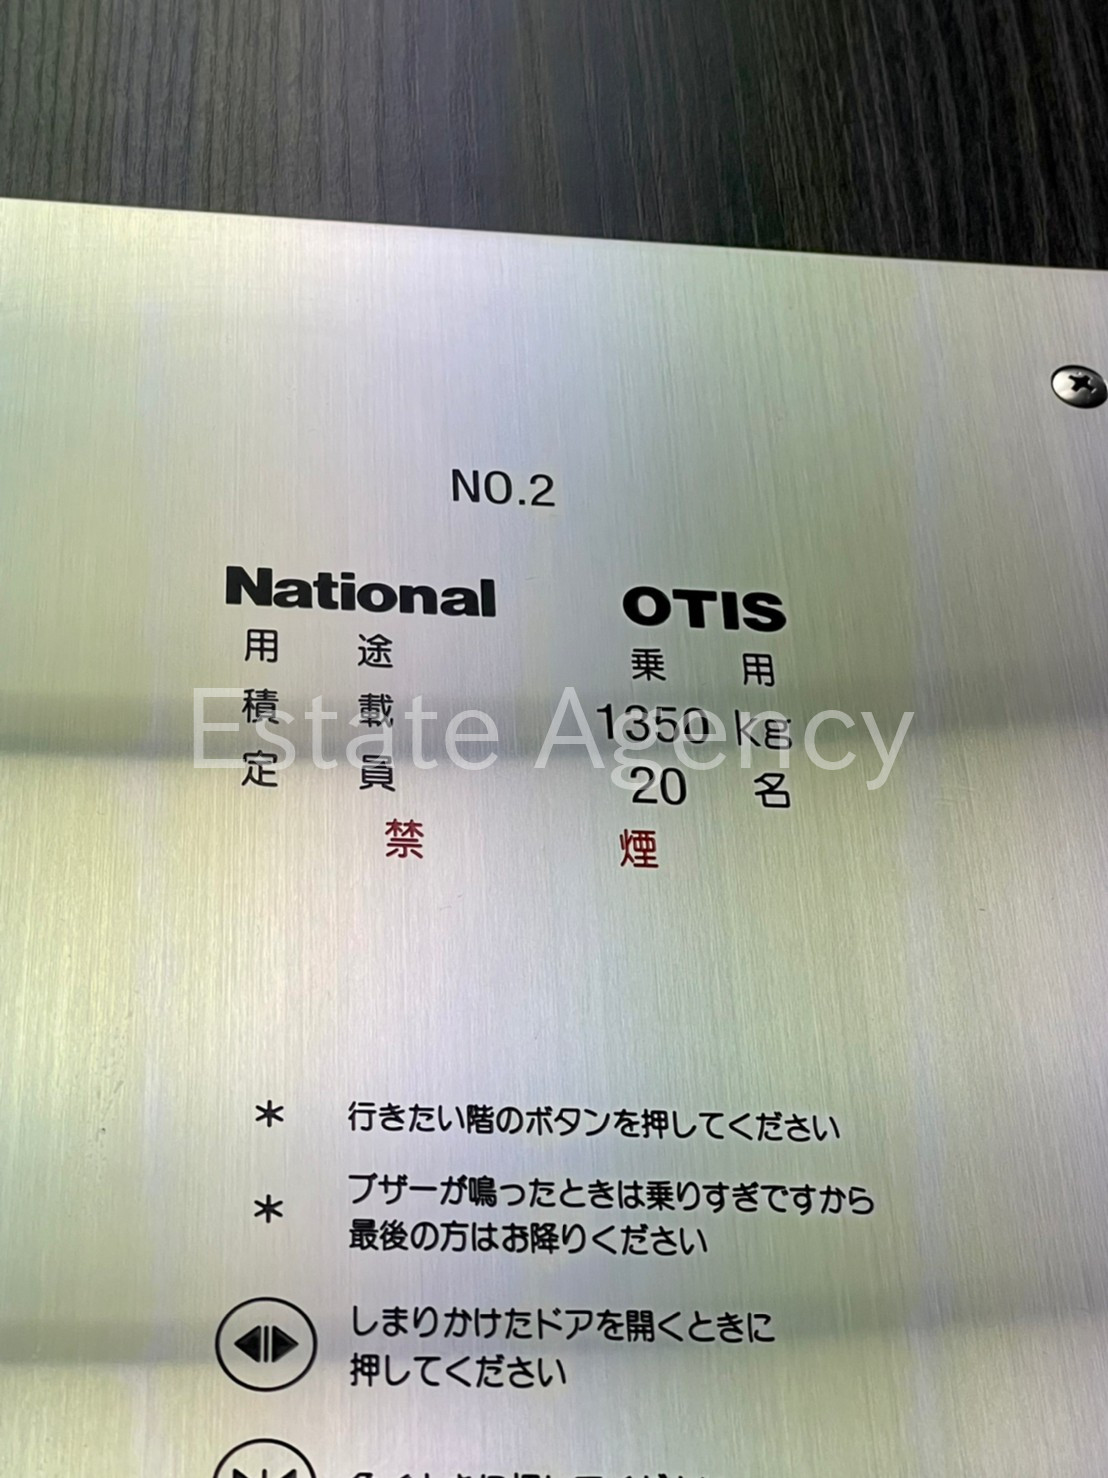 NO.2
National OTIS
用途 乗用
積載 1350 kg
定員 20 名
禁煙
Estate Agency
* 行きたい階のボタンを押してください
* ブザーが鳴ったときは乗りすぎですから
最後の方はお降りください
しまりかけたドアを開くときに
押してください